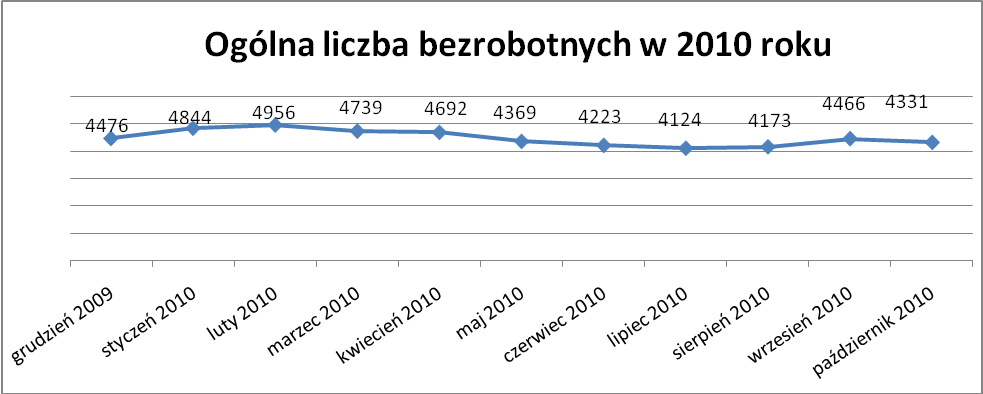 Ogólna liczba bezrobotnych w 2010 roku
4476 4844 4956 4739 4692 4369 4223 4124 4173 4466 4331
grudzień 2009
styczeń 2010
luty 2010
marzec 2010
kwiecień 2010
maj 2010
czerwiec 2010
lipiec 2010
sierpień 2010
wrzesień 2010
październik 2010